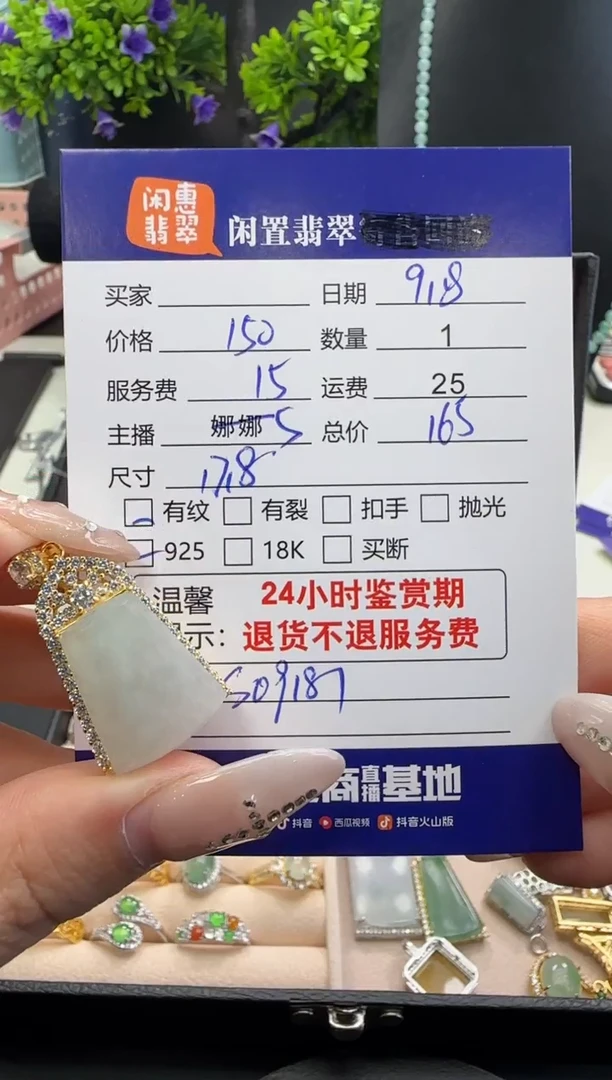 闲惠
翡翠
闲置翡翠
买家 日期 9.8
价格 150 数量 1
服务费 15 运费 25
主播 娜娜 S 总价 165
尺寸 17.8
有纹 有裂 扣手 抛光
925 18K 买断
温馨 24小时鉴赏期
示: 退货不退服务费
S09187
商直播基地
抖音 西瓜视频 抖音火山版